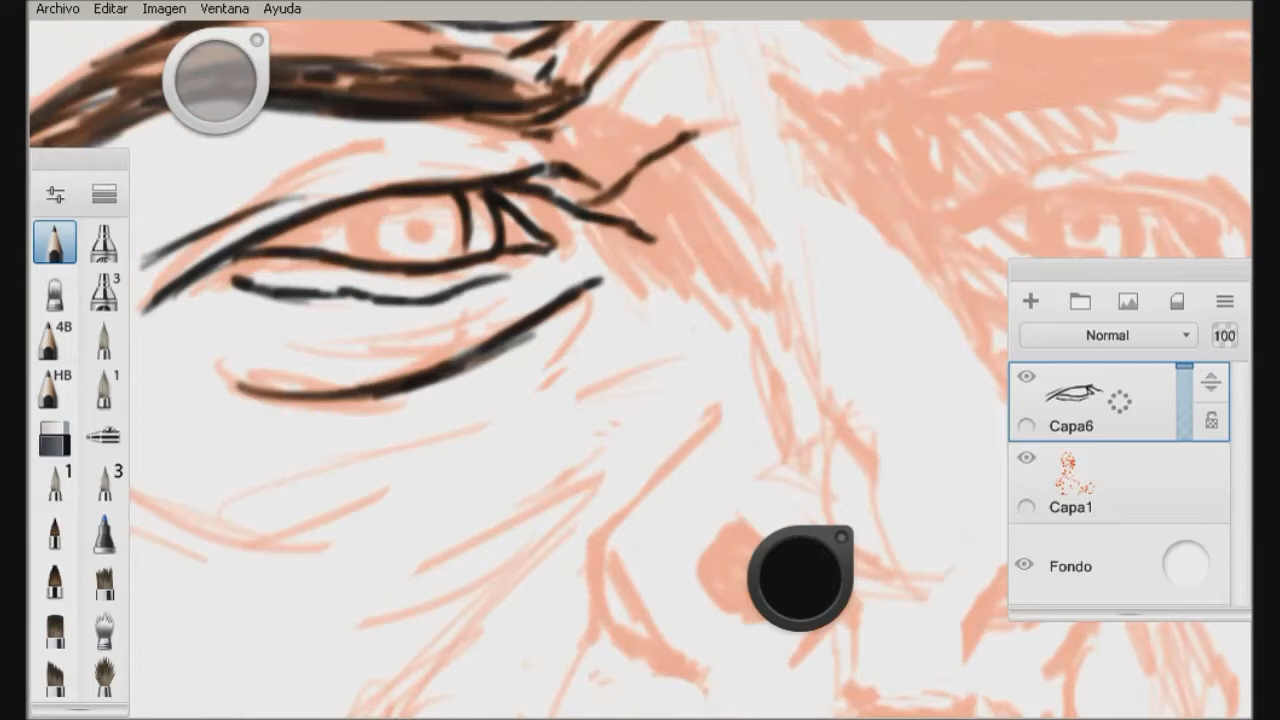 Archivo Editar Imagen Ventana Ayuda
3
4B
HB 1
1 3
Normal 100
Capa6
Capa1
Fondo